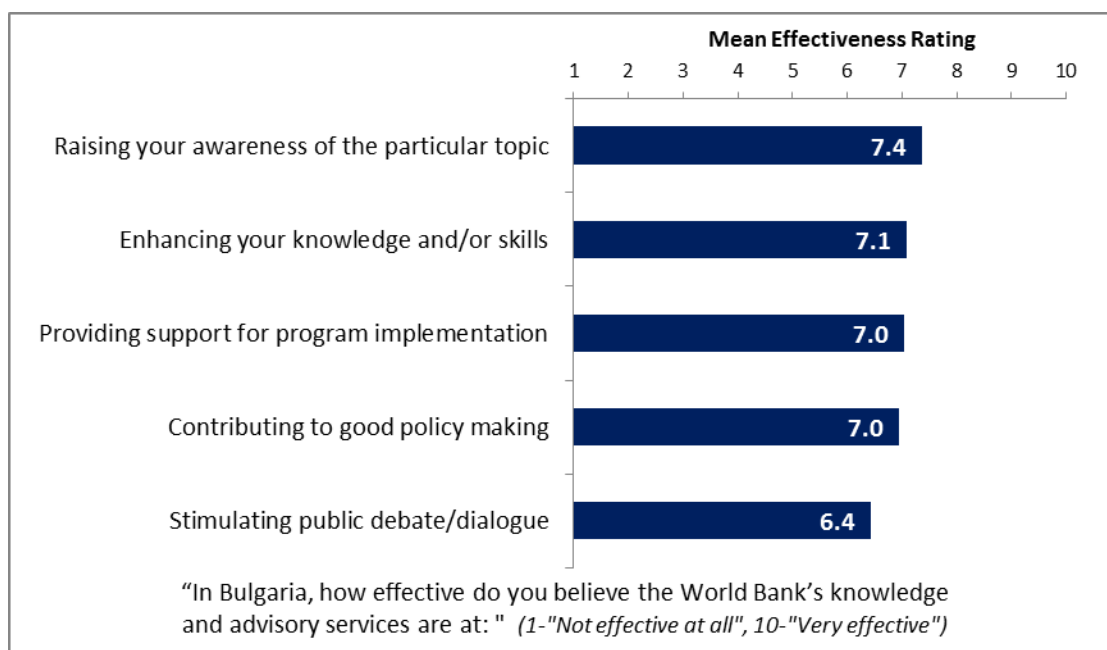 Mean Effectiveness Rating
1 2 3 4 5 6 7 8 9 10
Raising your awareness of the particular topic 7.4
Enhancing your knowledge and/or skills 7.1
Providing support for program implementation 7.0
Contributing to good policy making 7.0
Stimulating public debate/dialogue 6.4
“In Bulgaria, how effective do you believe the World Bank’s knowledge
and advisory services are at: " (1-"Not effective at all", 10-"Very effective")